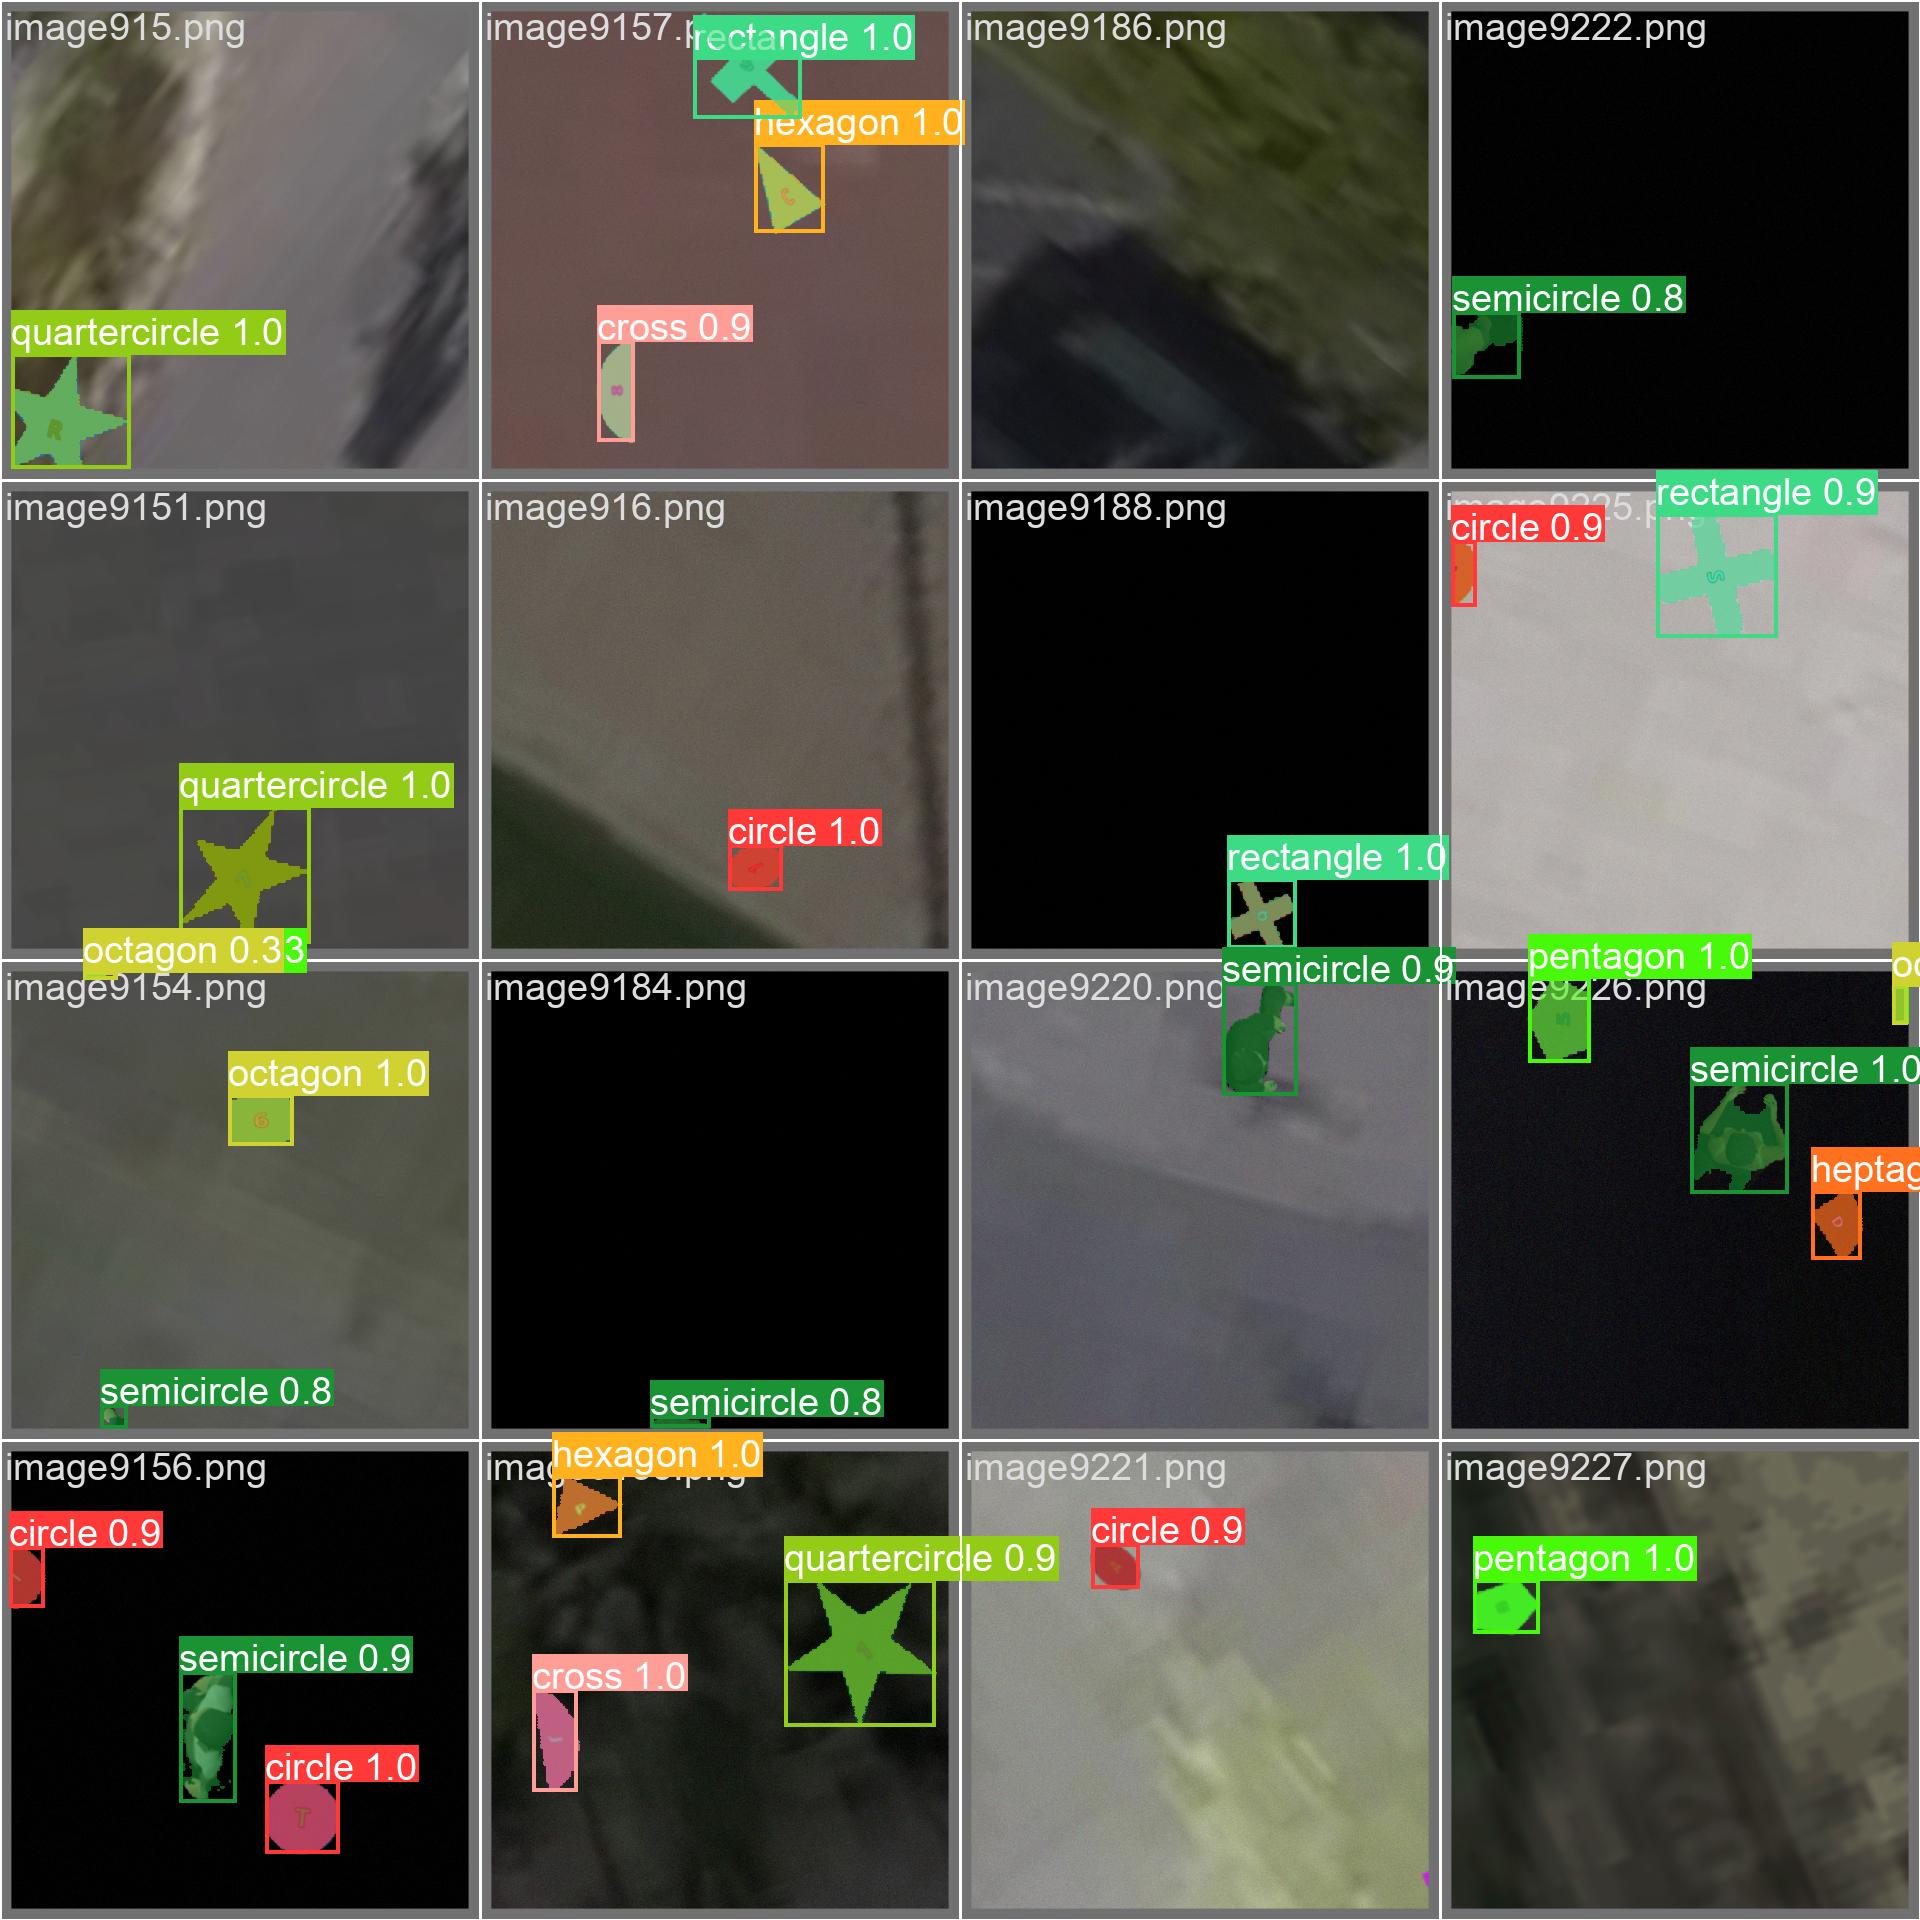 image915.png
quartercircle 1.0
R
rectangle 1.0
hexagon 1.0
C
cross 0.9
8
image9186.png
image9222.png
semicircle 0.8
image9151.png
quartercircle 1.0
octagon 0.3
3
image916.png
circle 1.0
image9188.png
rectangle 1.0
rectangle 0.9
circle 0.9
S
image9154.png
octagon 1.0
6
semicircle 0.8
image9184.png
semicircle 0.8
image9220.png
semicircle 0.9
pentagon 1.0
semicircle 1.0
image9156.png
circle 0.9
semicircle 0.9
circle 1.0
T
hexagon 1.0
quartercircle 0.9
cross 1.0
image9221.png
circle 0.9
image9227.png
pentagon 1.0